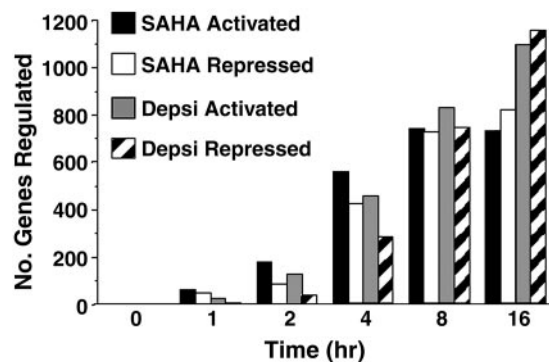 1200
1000
800
600
400
200
0
No. Genes Regulated
SAHA Activated
SAHA Repressed
Depsi Activated
Depsi Repressed
0 1 2 4 8 16
Time (hr)